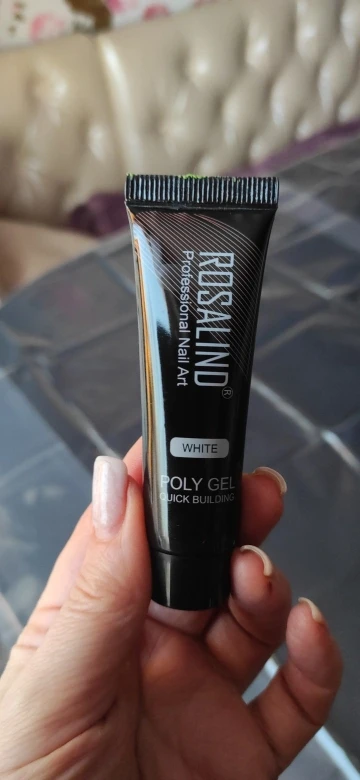 ROSALIND®
Professional Nail Art
WHITE
POLY GEL
QUICK BUILDING